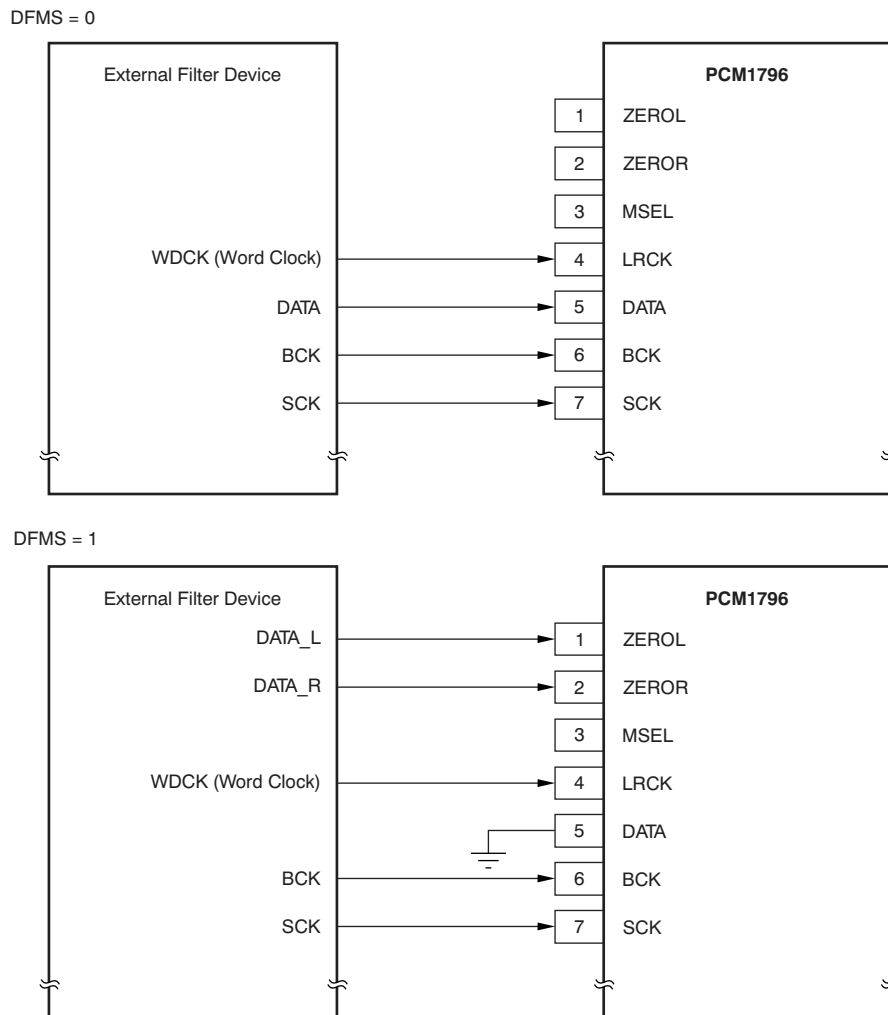 DFMS = 0
External Filter Device
PCM1796
1 ZEROL
2 ZEROR
3 MSEL
WDCK (Word Clock) 4 LRCK
DATA 5 DATA
BCK 6 BCK
SCK 7 SCK
DFMS = 1
External Filter Device
PCM1796
DATA_L 1 ZEROL
DATA_R 2 ZEROR
3 MSEL
WDCK (Word Clock) 4 LRCK
5 DATA
BCK 6 BCK
SCK 7 SCK